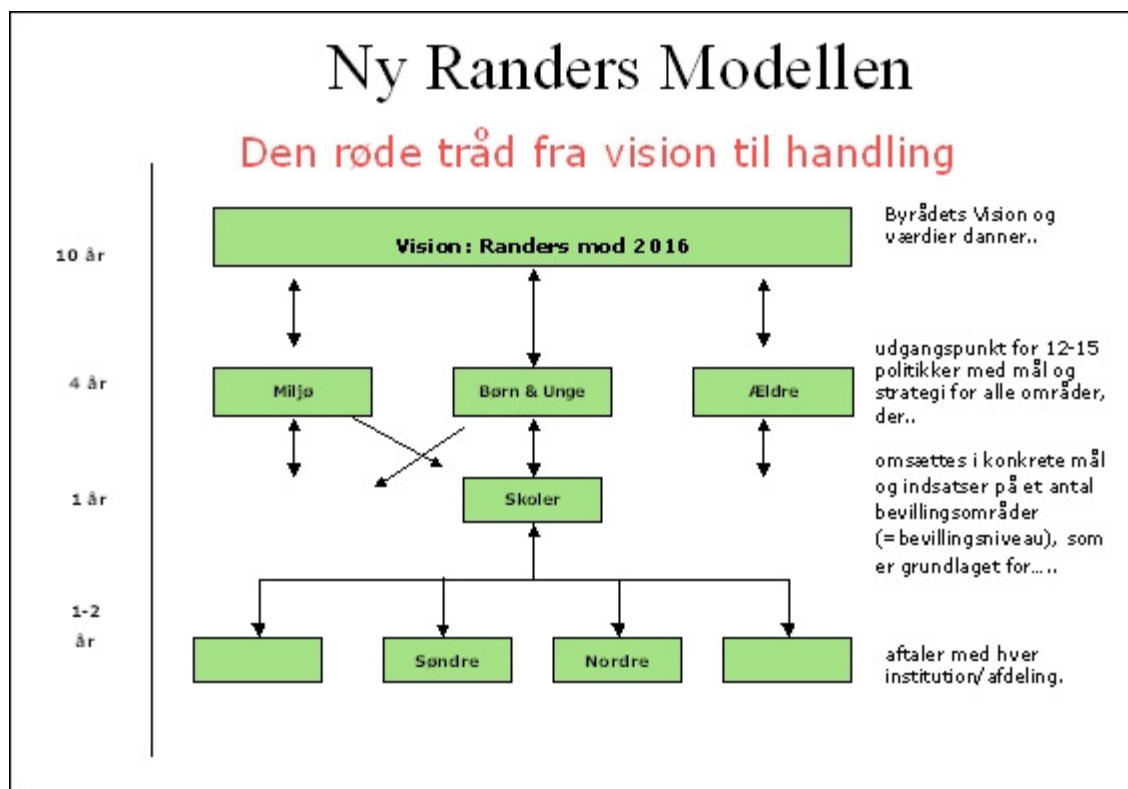 Ny Randers Modellen
Den røde tråd fra vision til handling
10 år
Vision: Randers mod 2016
Byrådets Vision og
værdier danner..
4 år
Miljø
Børn & Unge
Ældre
udgangspunkt for 12-15
politikker med mål og
strategi for alle områder,
der..
1 år
Skoler
omsættes i konkrete mål
og indsatser på et antal
bevillingsområder
(=bevillingsniveau), som
er grundlaget for.....
1-2
år
Søndre
Nordre
aftaler med hver
institution/afdeling.